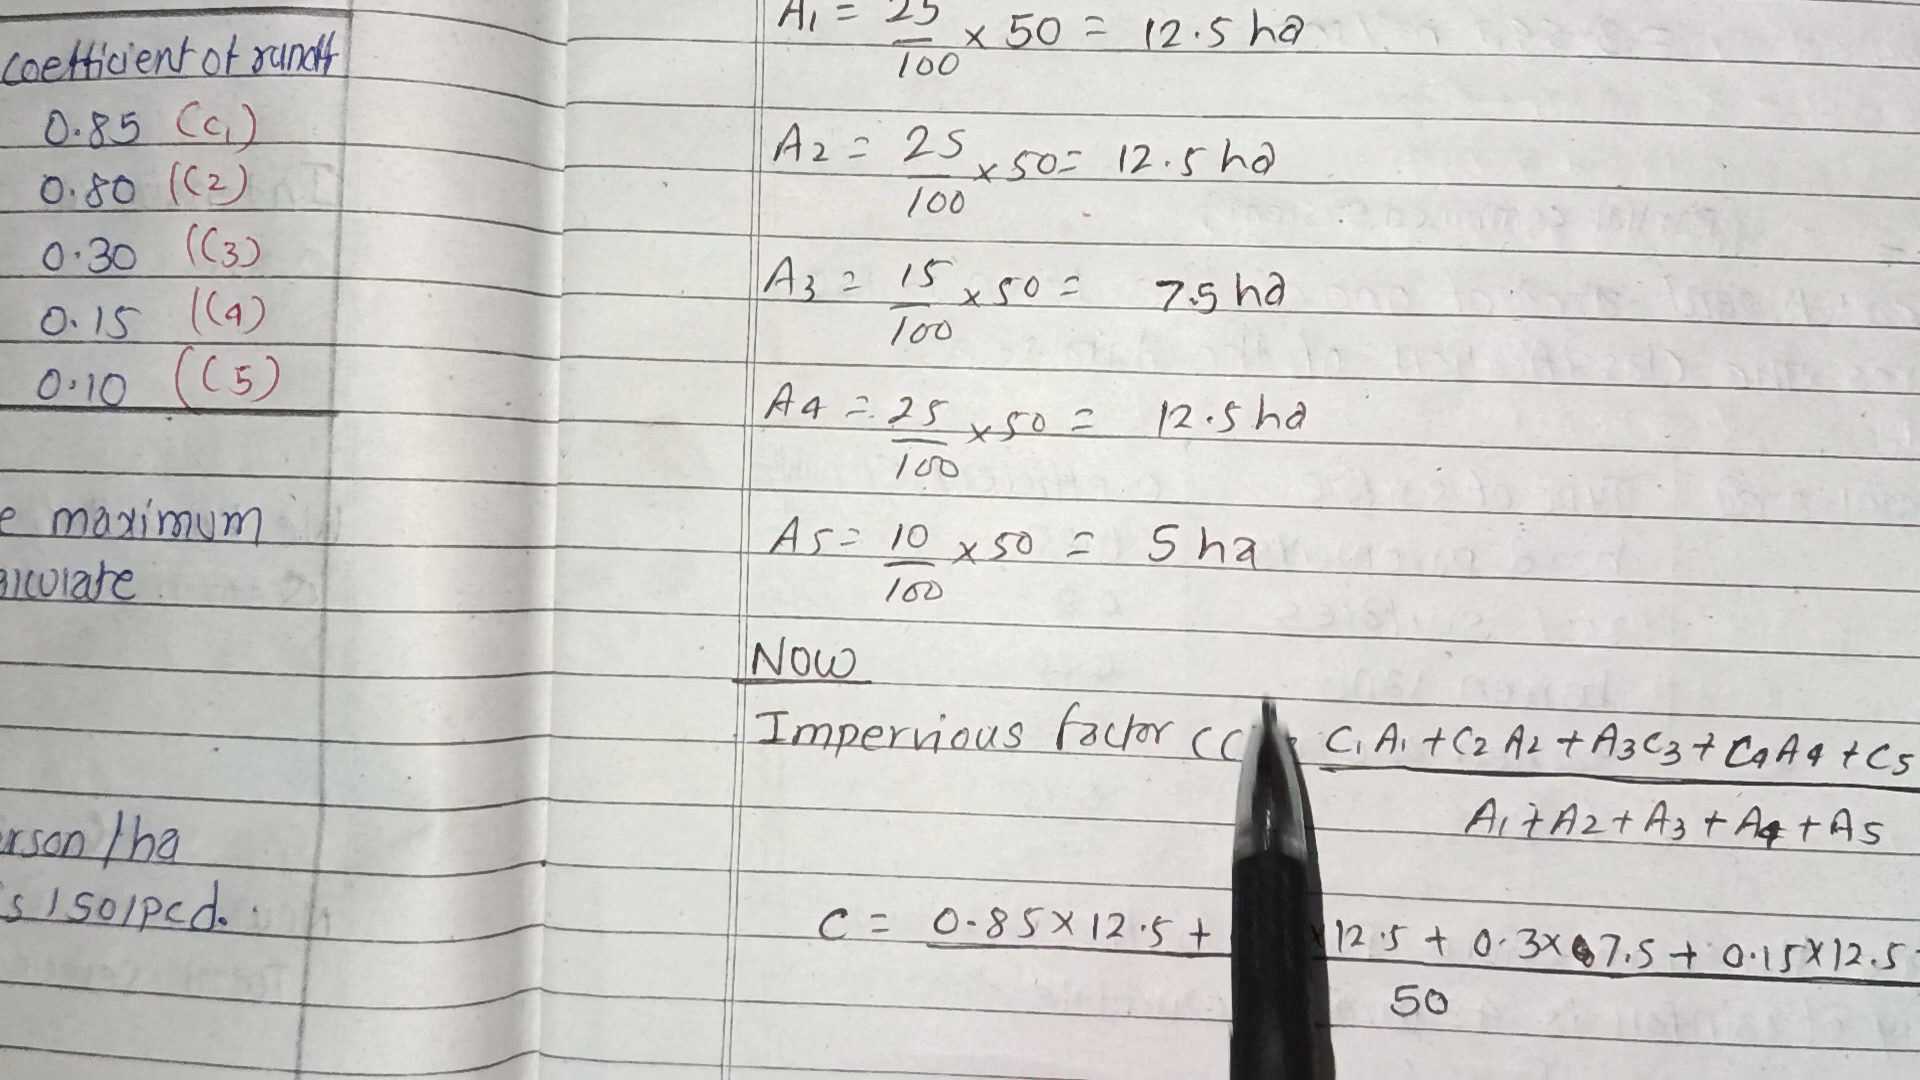 coefficient of runoff
0.85 (C1)
0.80 (C2)
0.30 (C3)
0.15 (C4)
0.10 (C5)
e maximum
alculate
erson/ha
s 150lpcd.
A1 = 25/100 x 50 = 12.5 ha
A2 = 25/100 x 50 = 12.5 ha
A3 = 15/100 x 50 = 7.5 ha
A4 = 25/100 x 50 = 12.5 ha
A5 = 10/100 x 50 = 5 ha
Now
Impervious factor (C C1A1 + C2A2 + A3C3 + C4A4 + C5
A1 + A2 + A3 + A4 + A5
C = 0.85 x 12.5 + x 12.5 + 0.3 x 7.5 + 0.15 x 12.5
50